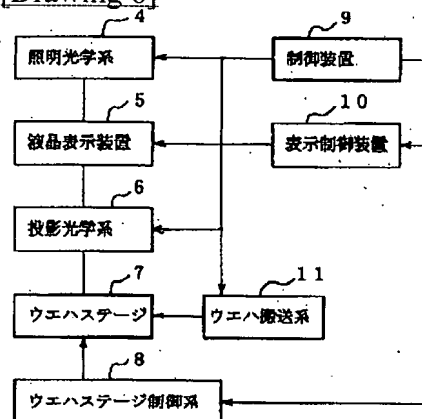 [Drawing 6]
4
照明光学系
9
制御装置
5
液晶表示装置
10
表示制御装置
6
投影光学系
7
ウエハステージ
11
ウエハ搬送系
8
ウエハステージ制御系